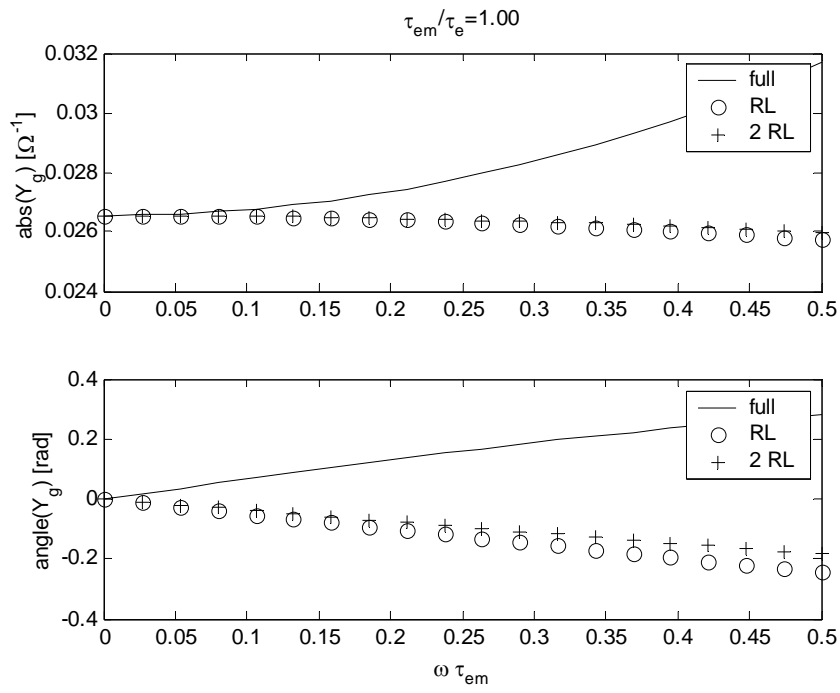 τem/τe=1.00
abs(Yg) [Ω-1]
0.032
0.03
0.028
0.026
0.024
0 0.05 0.1 0.15 0.2 0.25 0.3 0.35 0.4 0.45 0.5
full
RL
2 RL
angle(Yg) [rad]
0.4
0.2
0
-0.2
-0.4
0 0.05 0.1 0.15 0.2 0.25 0.3 0.35 0.4 0.45 0.5
full
RL
2 RL
ω τem